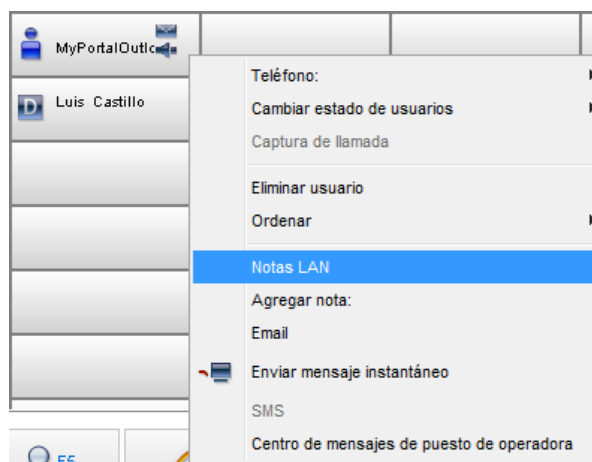 MyPortalOutlo
Teléfono:
D Luis Castillo
Cambiar estado de usuarios
Captura de llamada
Eliminar usuario
Ordenar
Notas LAN
Agregar nota:
Email
Enviar mensaje instantáneo
SMS
Centro de mensajes de puesto de operadora
F5